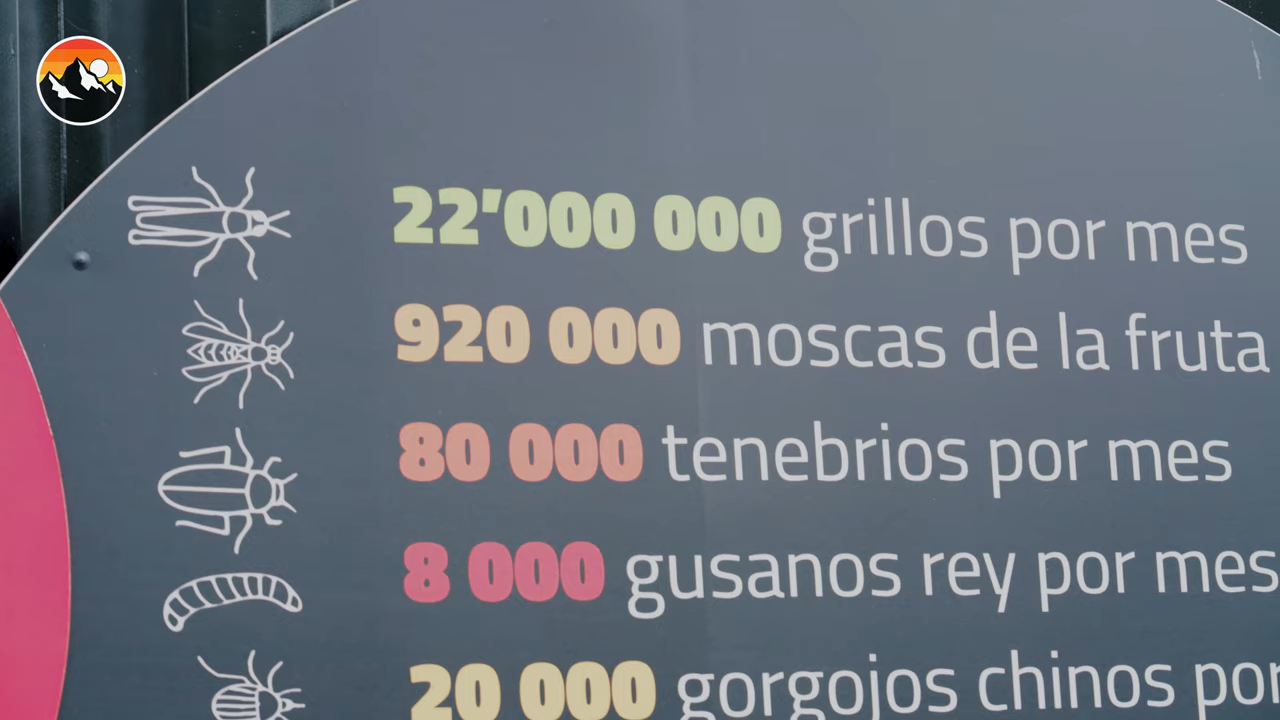 22'000 000 grillos por mes
920 000 moscas de la fruta
80 000 tenebrios por mes
8 000 gusanos rey por mes
20 000 gorgojos chinos por